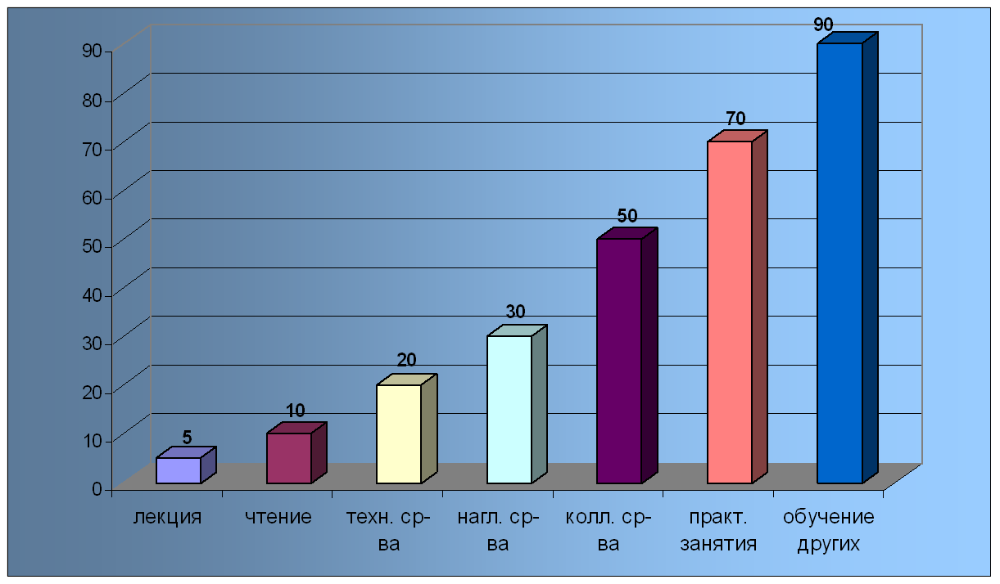 90
90
80
70
70
60
50
50
40
30
30
20
20
10
10
5
0
лекция
чтение
техн. ср-
ва
нагл. ср-
ва
колл. ср-
ва
практ.
занятия
обучение
других